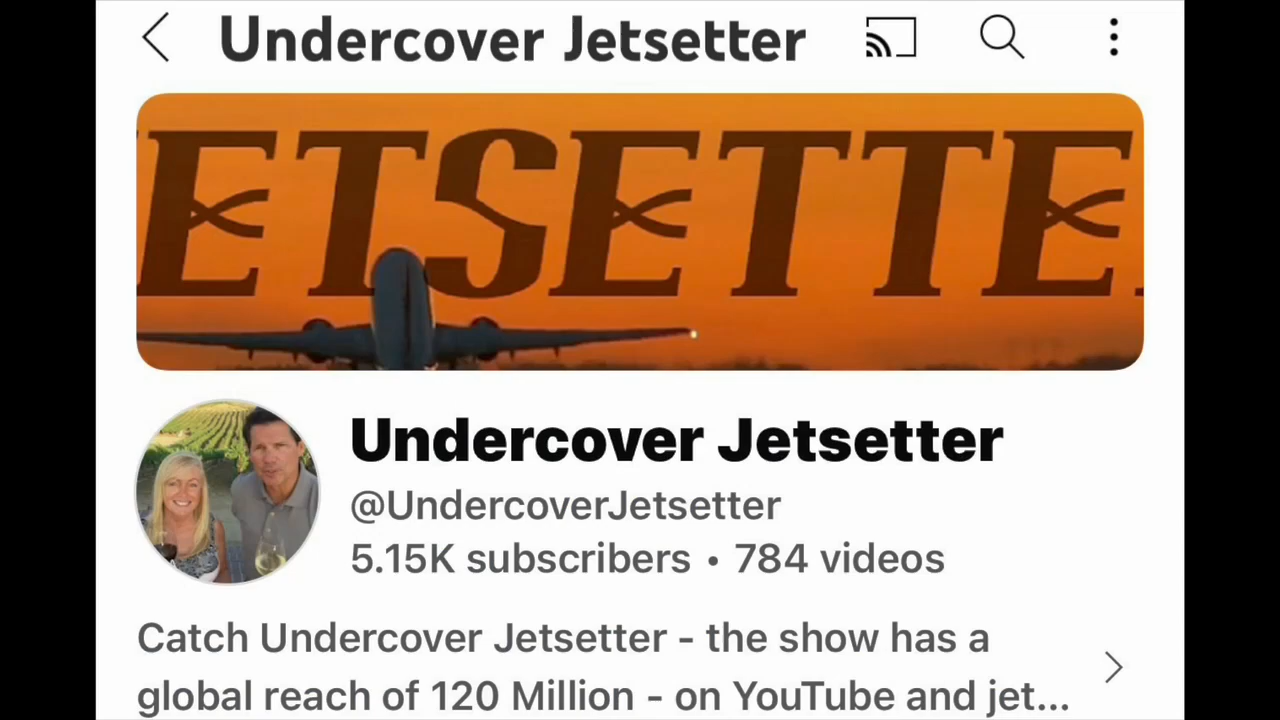 Undercover Jetsetter
JETSETTER
Undercover Jetsetter
@UndercoverJetsetter
5.15K subscribers • 784 videos
Catch Undercover Jetsetter - the show has a
global reach of 120 Million - on YouTube and jet...